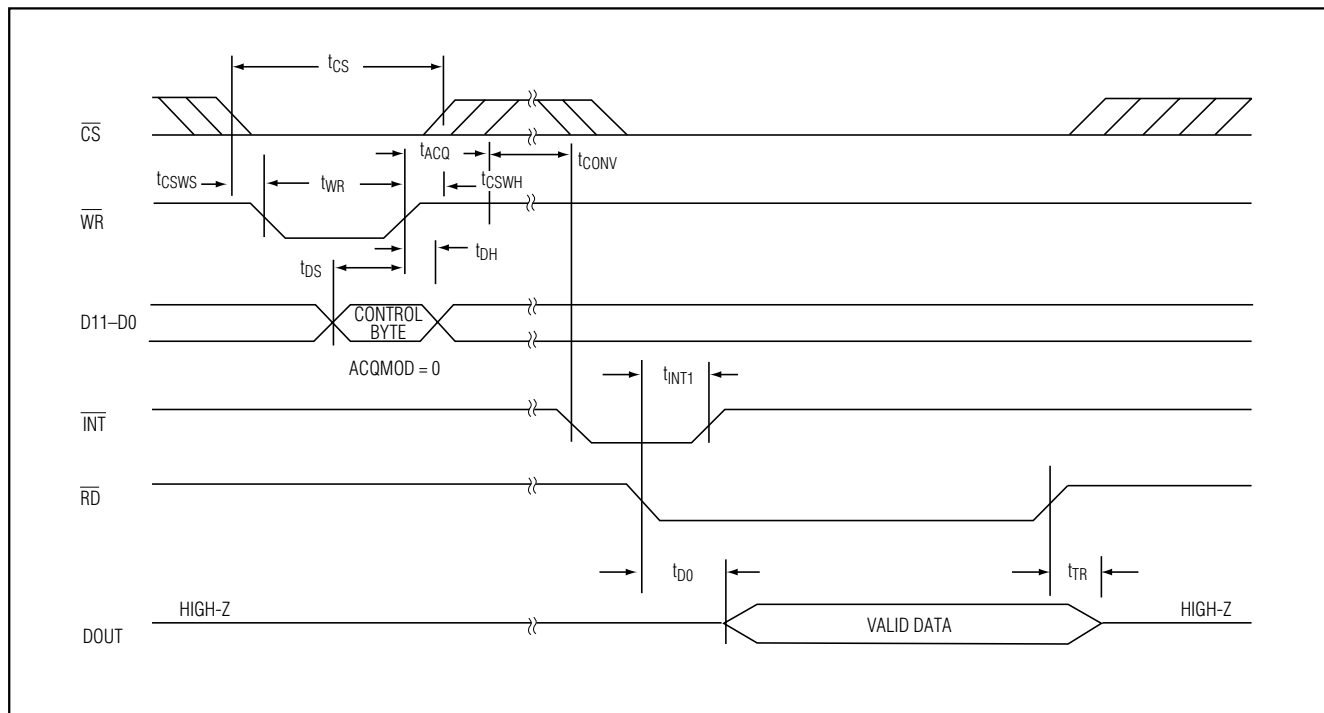 tCS
CS
tACQ
tCONV
tCSWS
tWR
tCSWH
WR
tDH
tDS
D11–D0
CONTROL
BYTE
ACQMOD = 0
tINT1
INT
RD
tD0
tTR
HIGH-Z
HIGH-Z
DOUT
VALID DATA